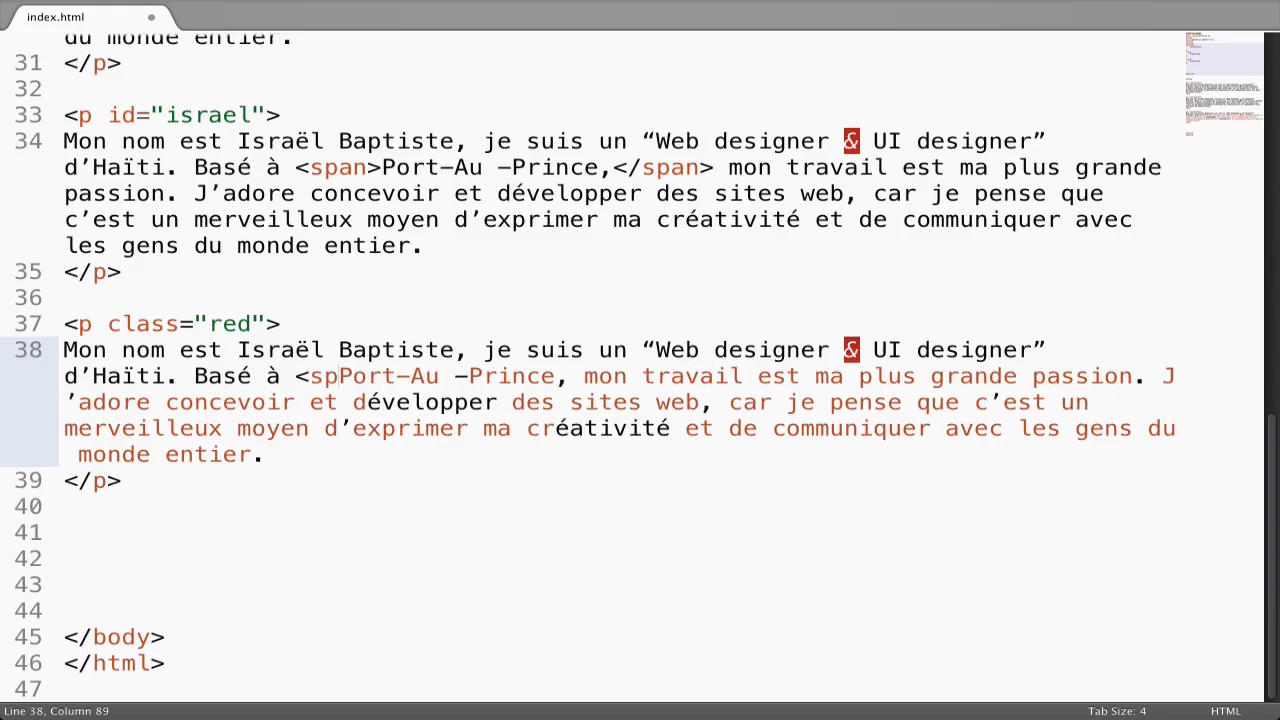 index.html
du monde entier.
31 </p>
32
33 <p id="israel">
34 Mon nom est Israël Baptiste, je suis un “Web designer & UI designer”
d’Haïti. Basé à <span>Port-Au -Prince,</span> mon travail est ma plus grande
passion. J’adore concevoir et développer des sites web, car je pense que
c’est un merveilleux moyen d’exprimer ma créativité et de communiquer avec
les gens du monde entier.
35 </p>
36
37 <p class="red">
38 Mon nom est Israël Baptiste, je suis un “Web designer & UI designer”
d’Haïti. Basé à <spPort-Au -Prince, mon travail est ma plus grande passion. J
’adore concevoir et développer des sites web, car je pense que c’est un
merveilleux moyen d’exprimer ma créativité et de communiquer avec les gens du
monde entier.
39 </p>
40
41
42
43
44
45 </body>
46 </html>
47
Line 38, Column 89 Tab Size: 4 HTML